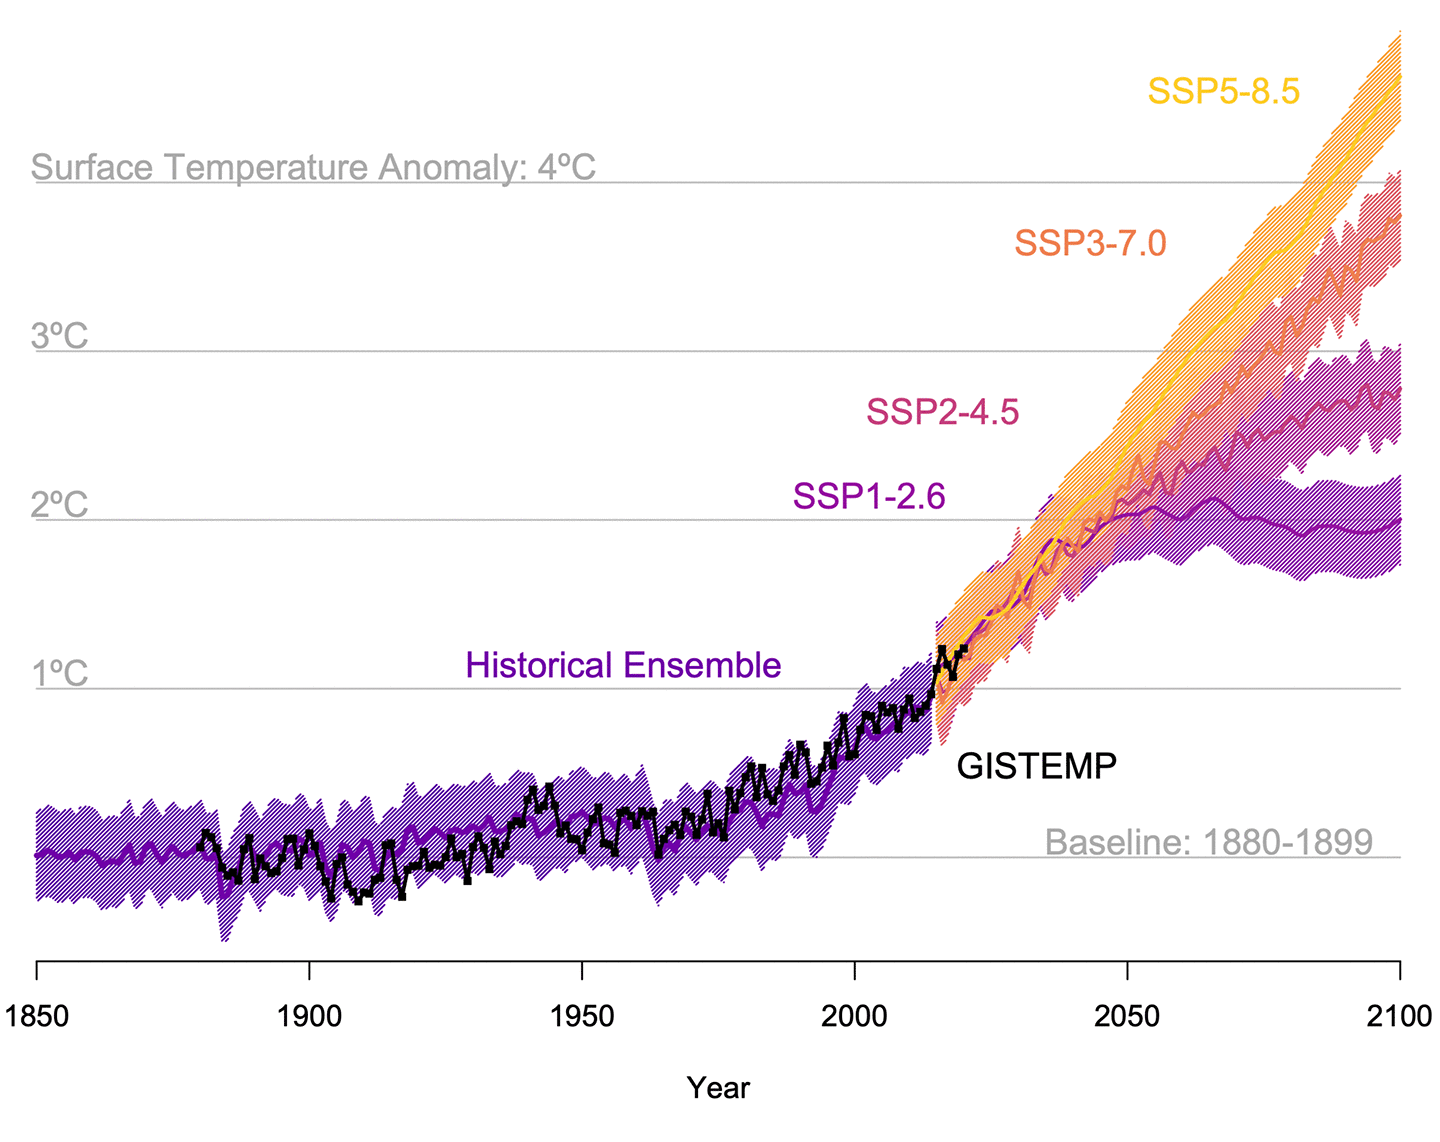 SSP5-8.5
Surface Temperature Anomaly: 4ºC
SSP3-7.0
3ºC
SSP2-4.5
2ºC
SSP1-2.6
Historical Ensemble
1ºC
GISTEMP
Baseline: 1880-1899
1850 1900 1950 2000 2050 2100
Year